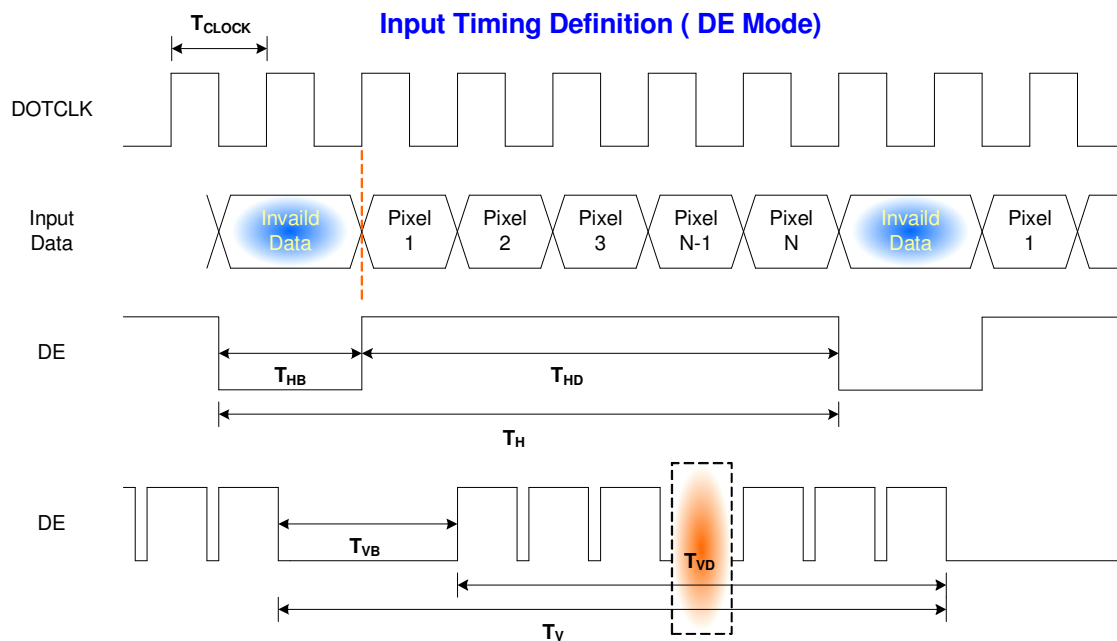 Input Timing Definition ( DE Mode)
TCLOCK
DOTCLK
Input
Data
Invaild
Data
Pixel
1
Pixel
2
Pixel
3
Pixel
N-1
Pixel
N
Invaild
Data
Pixel
1
DE
THB
THD
TH
DE
TVB
TVD
TV